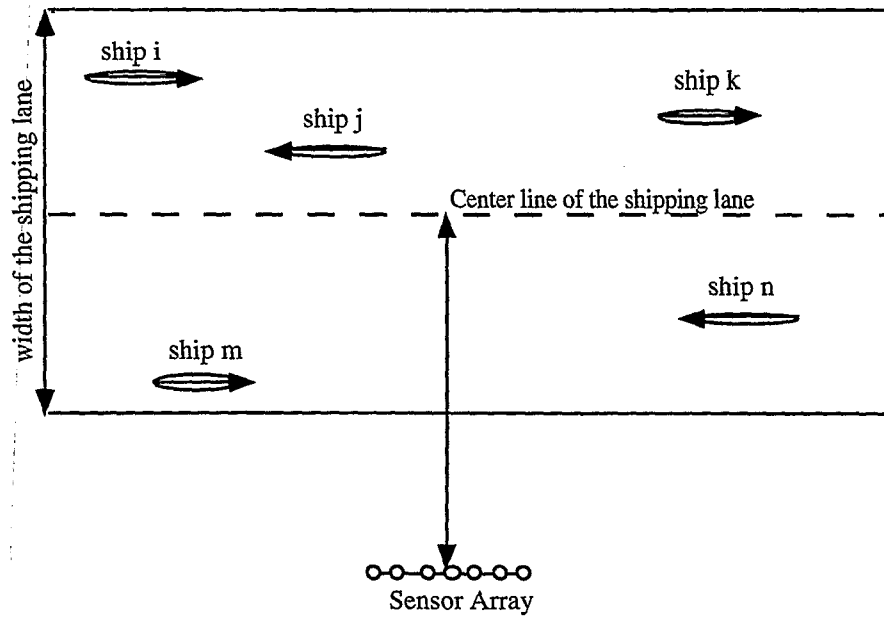 ship i
ship k
ship j
width of the shipping lane
Center line of the shipping lane
ship n
ship m
Sensor Array